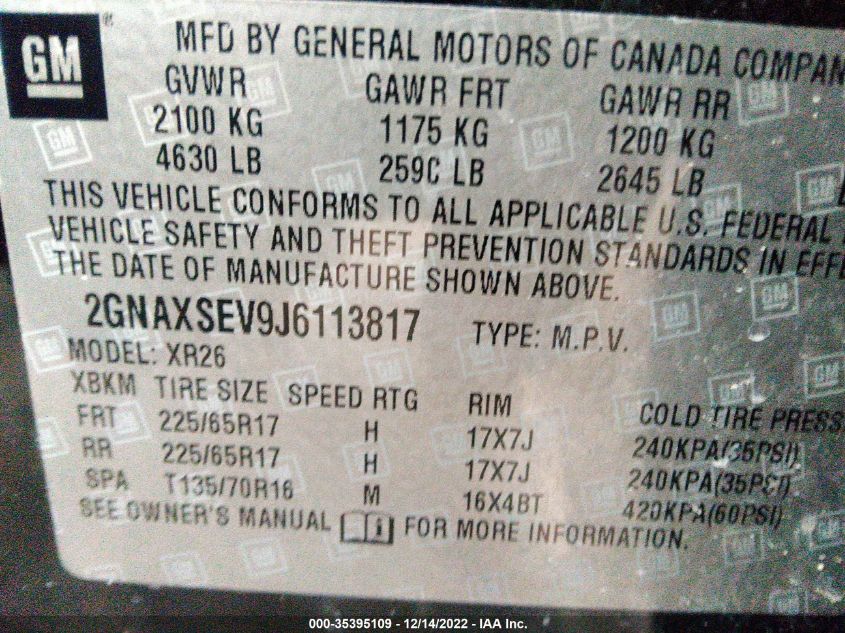 GM ® MFD BY GENERAL MOTORS OF CANADA COMPAN
GVWR GAWR FRT GAWR RR
2100 KG 1175 KG 1200 KG
4630 LB 2590 LB 2645 LB
THIS VEHICLE CONFORMS TO ALL APPLICABLE U.S. FEDERAL
VEHICLE SAFETY AND THEFT PREVENTION STANDARDS IN EFFE
THE DATE OF MANUFACTURE SHOWN ABOVE.
2GNAXSEV9J6113817 TYPE: M.P.V.
MODEL: XR26
XBKM TIRE SIZE SPEED RTG RIM COLD TIRE PRESS
FRT 225/65R17 H 17X7J 240KPA(35PSI)
RR 225/65R17 H 17X7J 240KPA(35PSI)
SPA T135/70R16 M 16X4BT 420KPA(60PSI)
SEE OWNER'S MANUAL FOR MORE INFORMATION.
000-35395109 - 12/14/2022 - IAA Inc.